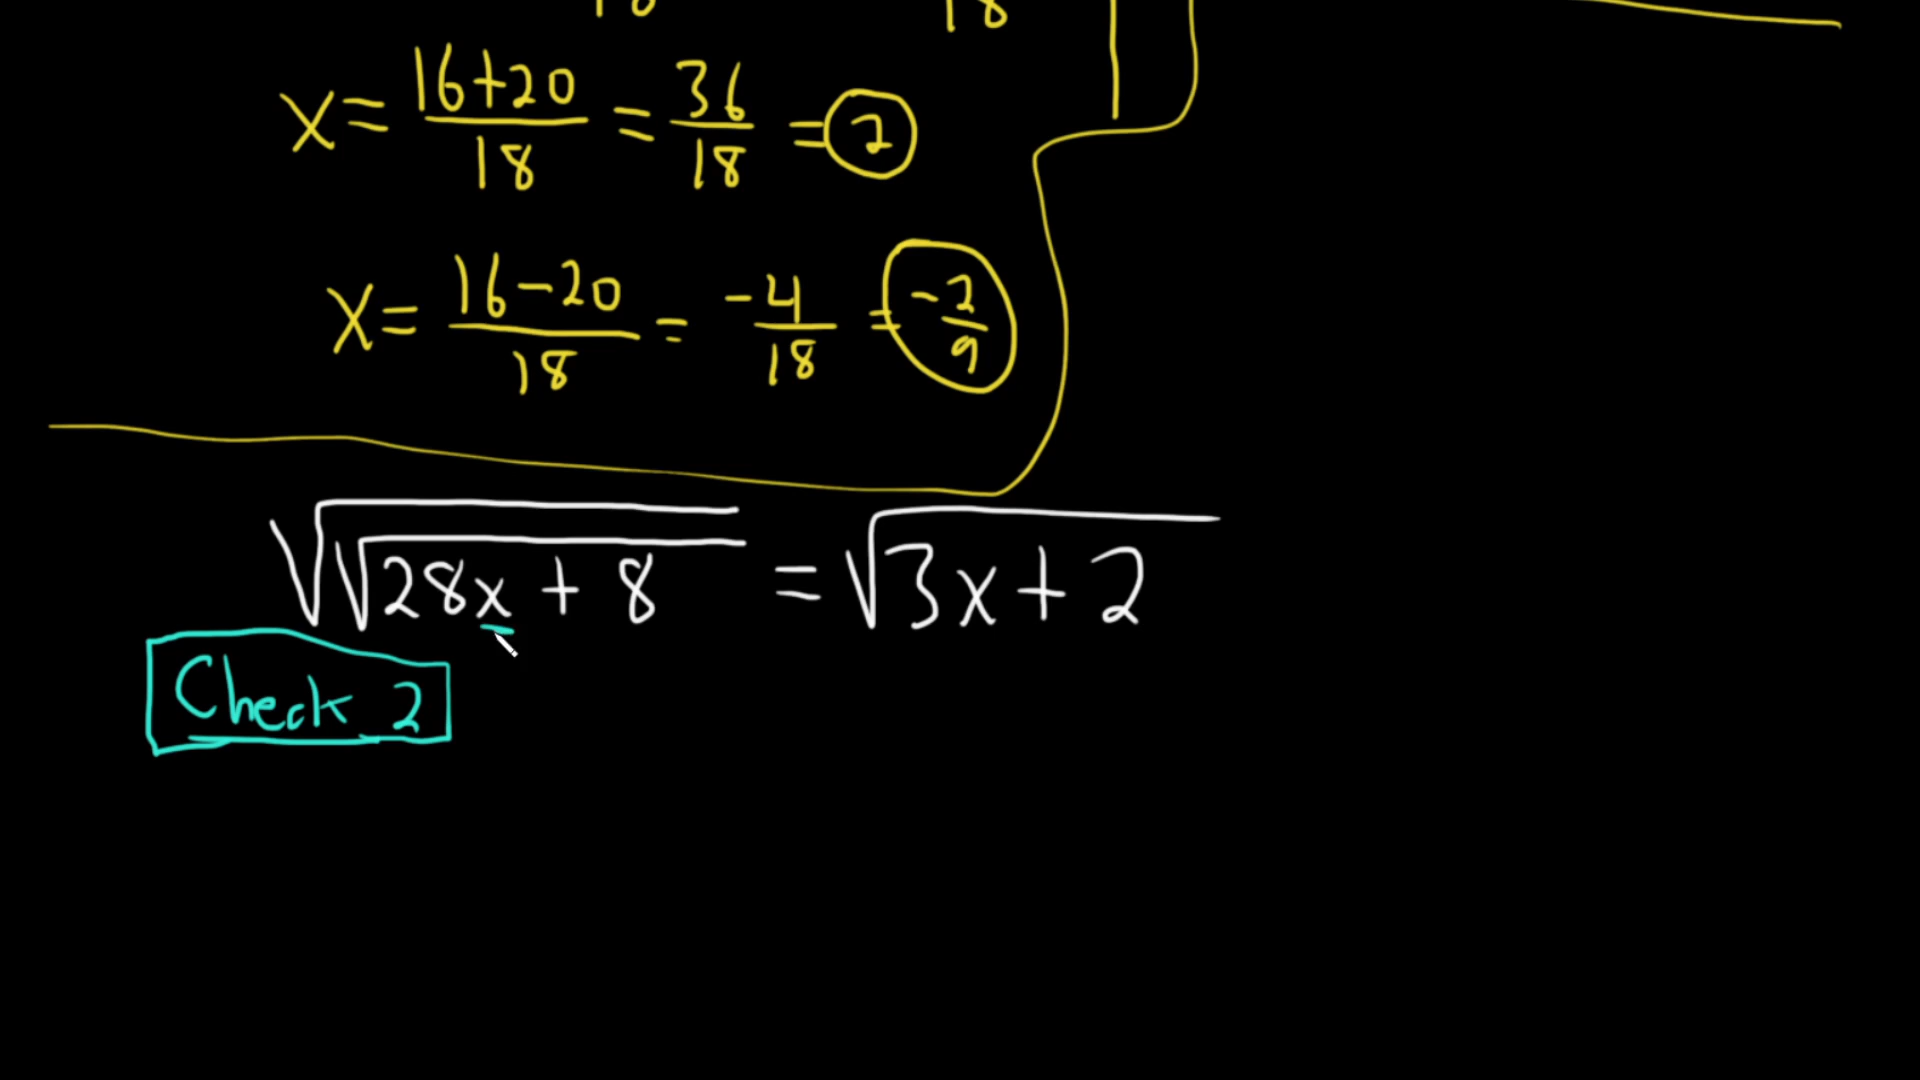 18
x = 16+20/18 = 36/18 = 2
x = 16-20/18 = -4/18 = -2/9
√√28x + 8 = √3x + 2
Check 2